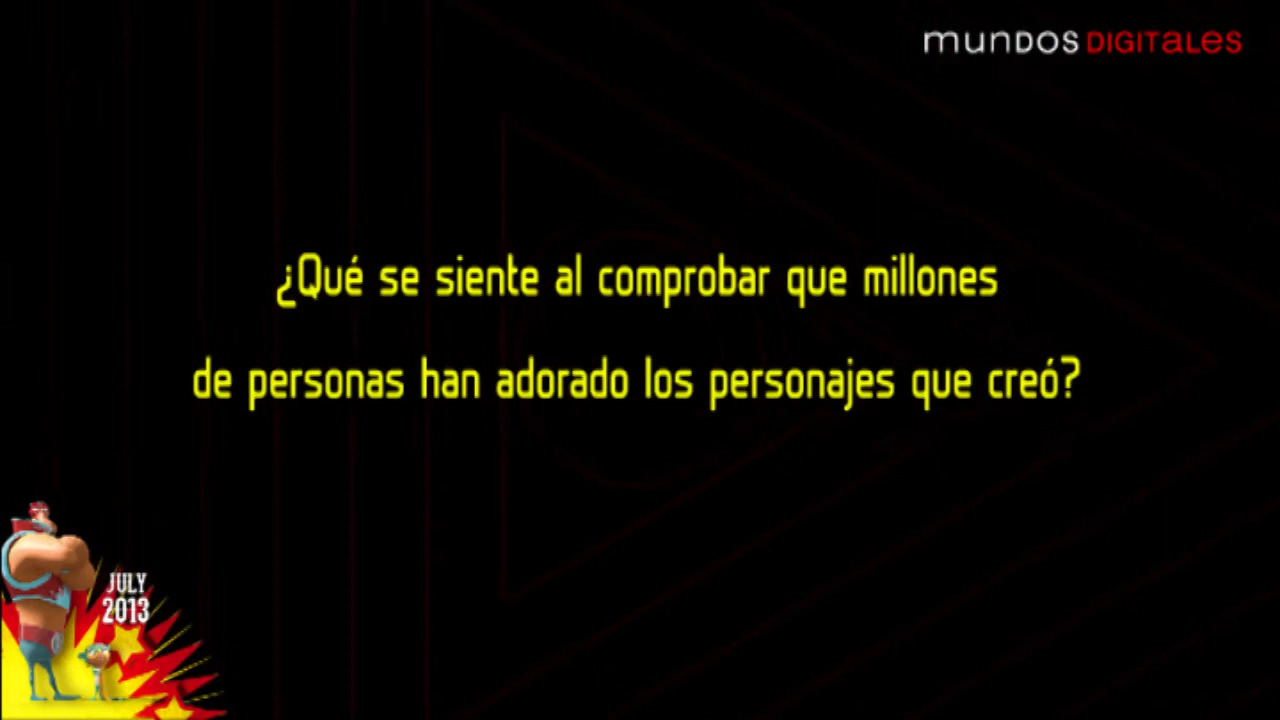 munDOS DIGITaLes
¿Qué se siente al comprobar que millones
de personas han adorado los personajes que creó?
JULY
2013